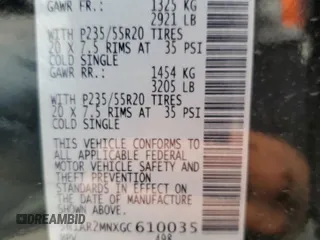 GAWR FR. 1325 KG
2921 LB
WITH P235/55R20 TIRES
20 X 7.5 RIMS AT 35 PSI
COLD SINGLE
GAWR RR. 1454 KG
3205 LB
WITH P235/55R20 TIRES
20 X 7.5 RIMS AT 35 PSI
COLD SINGLE
THIS VEHICLE CONFORMS TO
ALL APPLICABLE FEDERAL
MOTOR VEHICLE SAFETY AND
THEFT PREVENTION
STANDARDS IN EFFECT ON
THE DATE OF MANUFACTURE
SHOWN ABOVE.
610035
DREAMBID